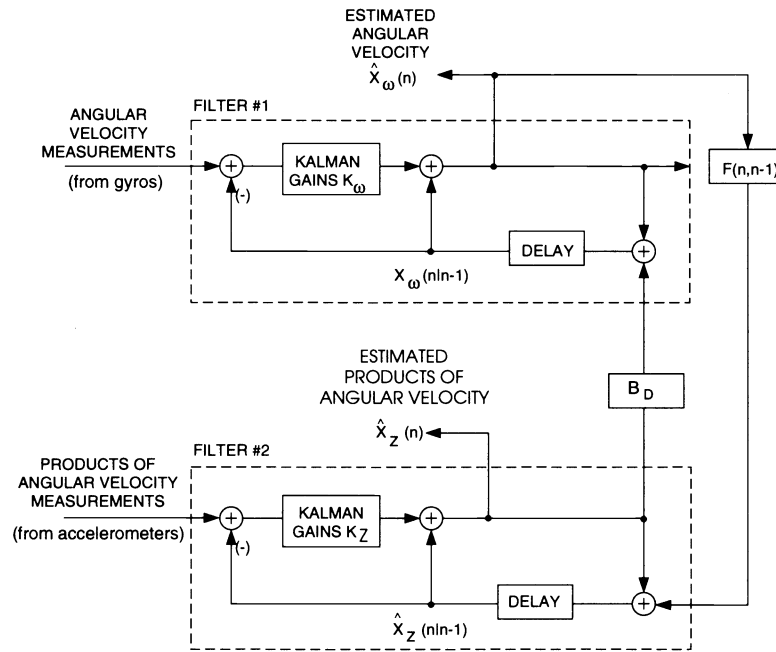 ESTIMATED
ANGULAR
VELOCITY
X̂ω(n)
FILTER #1
ANGULAR
VELOCITY
MEASUREMENTS
(from gyros)
+
(-)
KALMAN
GAINS Kω
+
F(n,n-1)
DELAY
+
Xω(n|n-1)
ESTIMATED
PRODUCTS OF
ANGULAR VELOCITY
B D
X̂Z(n)
FILTER #2
PRODUCTS OF
ANGULAR VELOCITY
MEASUREMENTS
(from accelerometers)
+
(-)
KALMAN
GAINS KZ
+
DELAY
+
X̂Z(n|n-1)